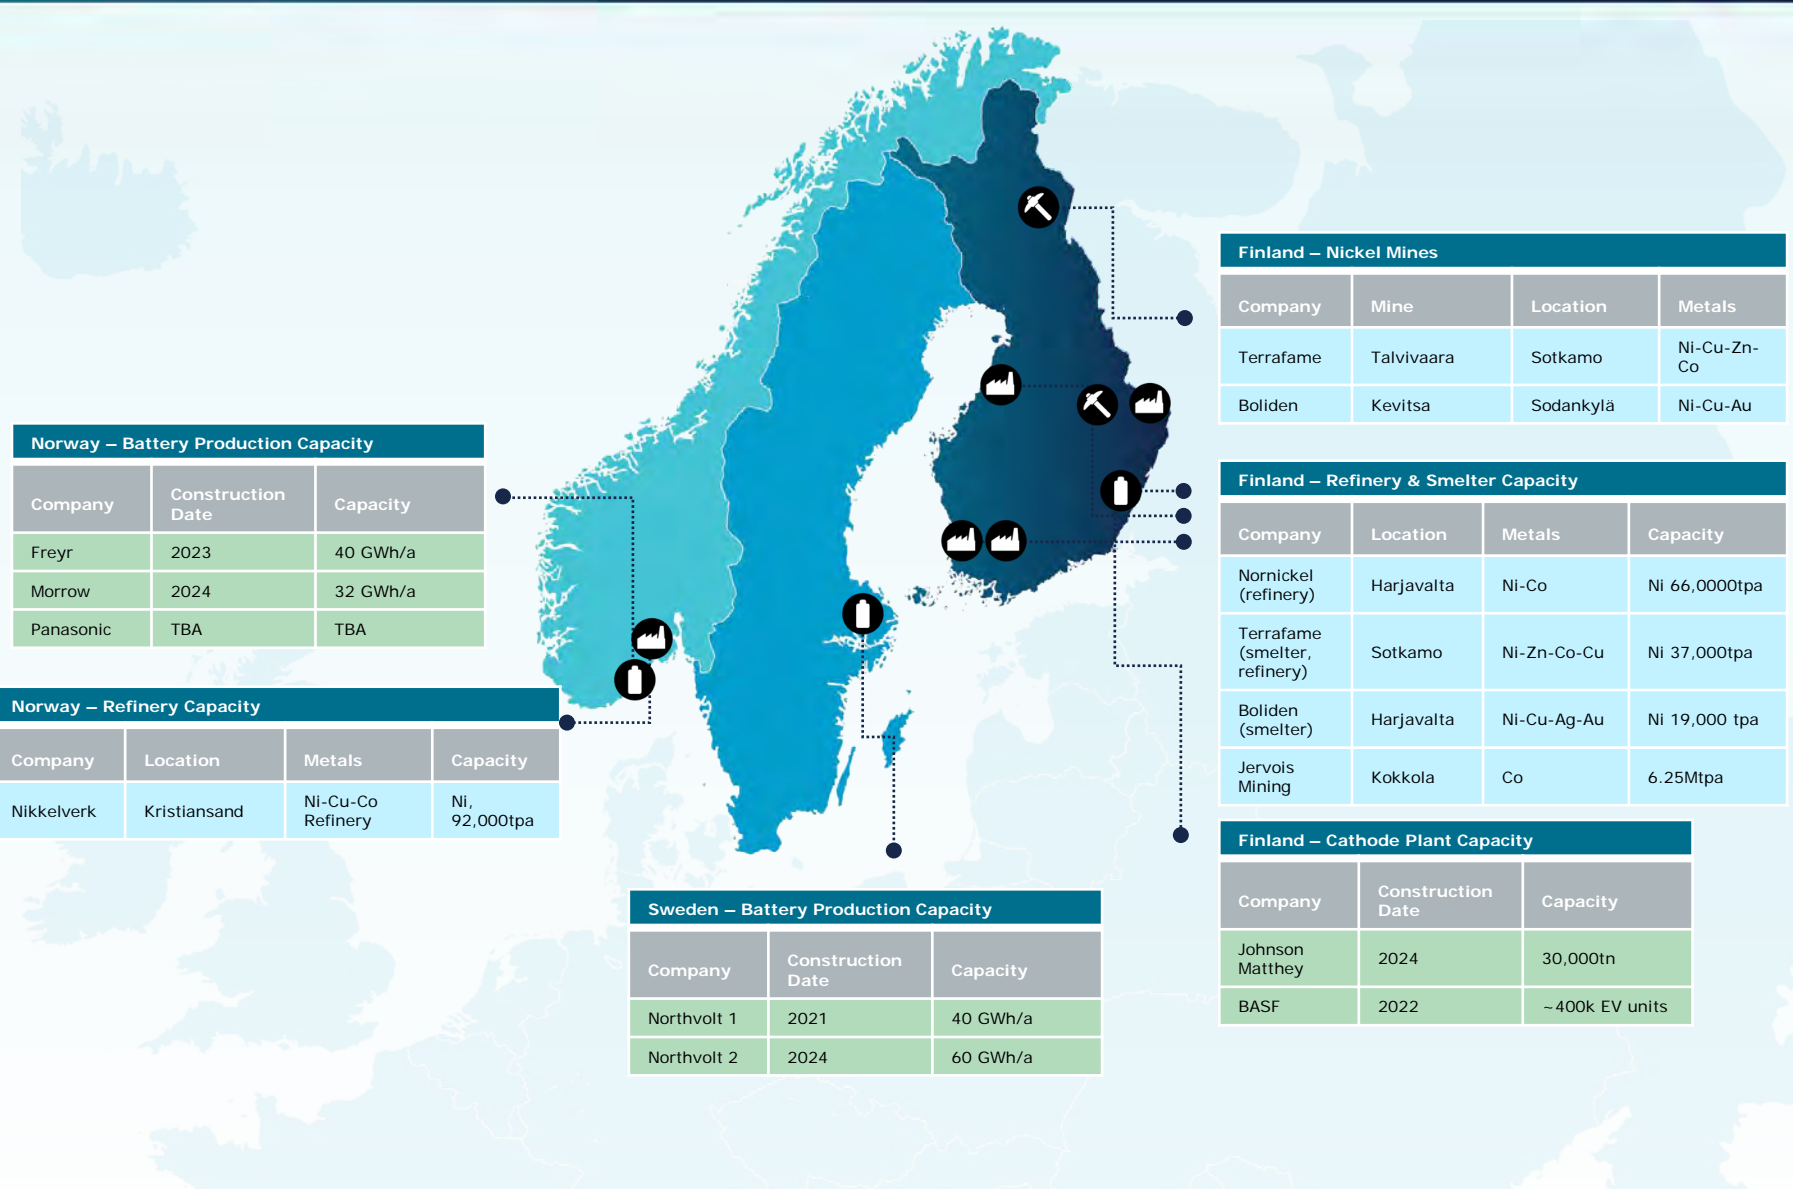 Finland – Nickel Mines
Company Mine Location Metals
Terrafame Talvivaara Sotkamo Ni-Cu-Zn-
Co
Boliden Kevitsa Sodankylä Ni-Cu-Au
Norway – Battery Production Capacity
Company Construction
Date Capacity
Freyr 2023 40 GWh/a
Morrow 2024 32 GWh/a
Panasonic TBA TBA
Finland – Refinery & Smelter Capacity
Company Location Metals Capacity
Nornickel
(refinery) Harjavalta Ni-Co Ni 66,0000tpa
Terrafame
(smelter,
refinery) Sotkamo Ni-Zn-Co-Cu Ni 37,000tpa
Boliden
(smelter) Harjavalta Ni-Cu-Ag-Au Ni 19,000 tpa
Jervois
Mining Kokkola Co 6.25Mtpa
Norway – Refinery Capacity
Company Location Metals Capacity
Nikkelverk Kristiansand Ni-Cu-Co
Refinery Ni,
92,000tpa
Finland – Cathode Plant Capacity
Company Construction
Date Capacity
Johnson
Matthey 2024 30,000tn
BASF 2022 ~400k EV units
Sweden – Battery Production Capacity
Company Construction
Date Capacity
Northvolt 1 2021 40 GWh/a
Northvolt 2 2024 60 GWh/a